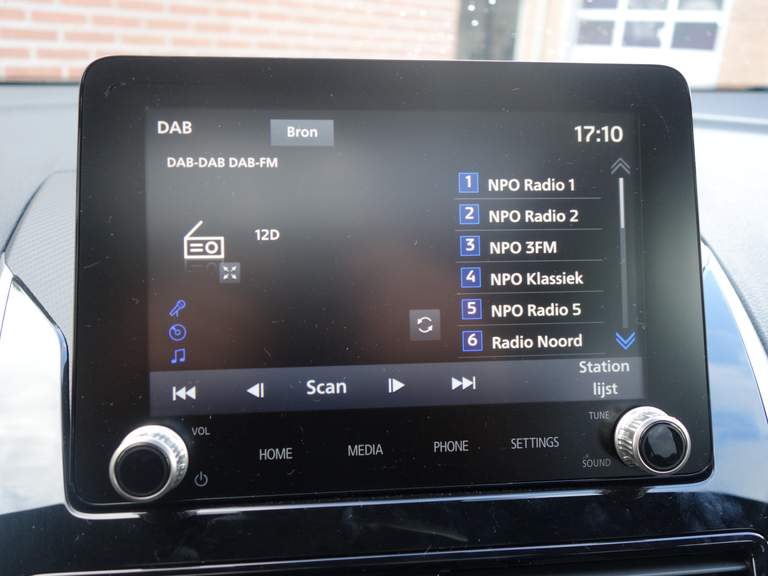 DAB Bron 17:10
DAB-DAB DAB-FM
12D
1 NPO Radio 1
2 NPO Radio 2
3 NPO 3FM
4 NPO Klassiek
5 NPO Radio 5
6 Radio Noord
Scan
Station
lijst
VOL
TUNE
HOME MEDIA PHONE SETTINGS
SOUND